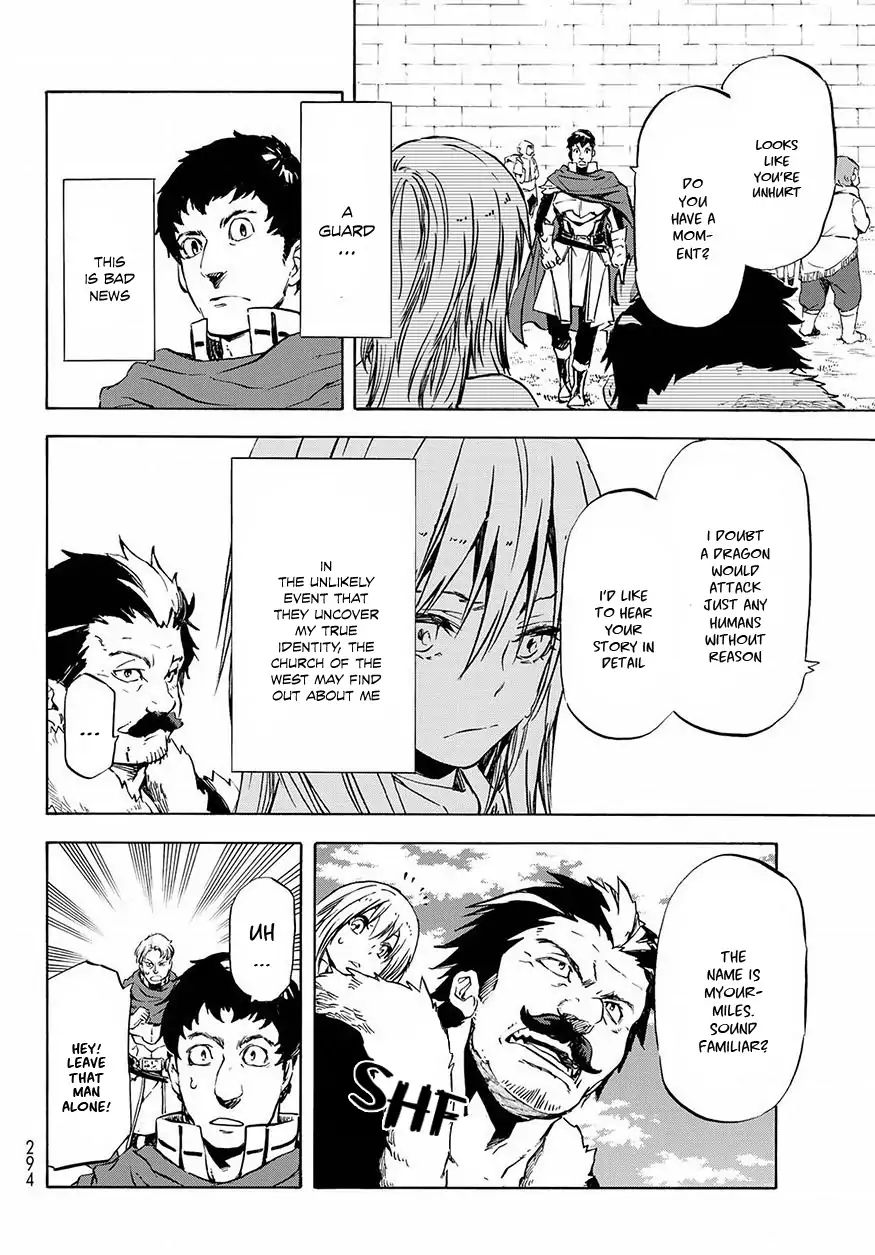 LOOKS
LIKE
YOU'RE
UNHURT
DO
YOU
HAVE A
MOM-
ENT?
A
GUARD
...
THIS
IS BAD
NEWS
I DOUBT
A DRAGON
WOULD
ATTACK
JUST ANY
HUMANS
WITHOUT
REASON
I'D LIKE
TO HEAR
YOUR
STORY IN
DETAIL
IN
THE UNLIKELY
EVENT THAT
THEY UNCOVER
MY TRUE
IDENTITY, THE
CHURCH OF THE
WEST MAY FIND
OUT ABOUT ME
...
THE
NAME IS
MYOUR-
MILES.
SOUND
FAMILIAR?
SHF
UH
....
HEY!
LEAVE
THAT
MAN
ALONE!
294